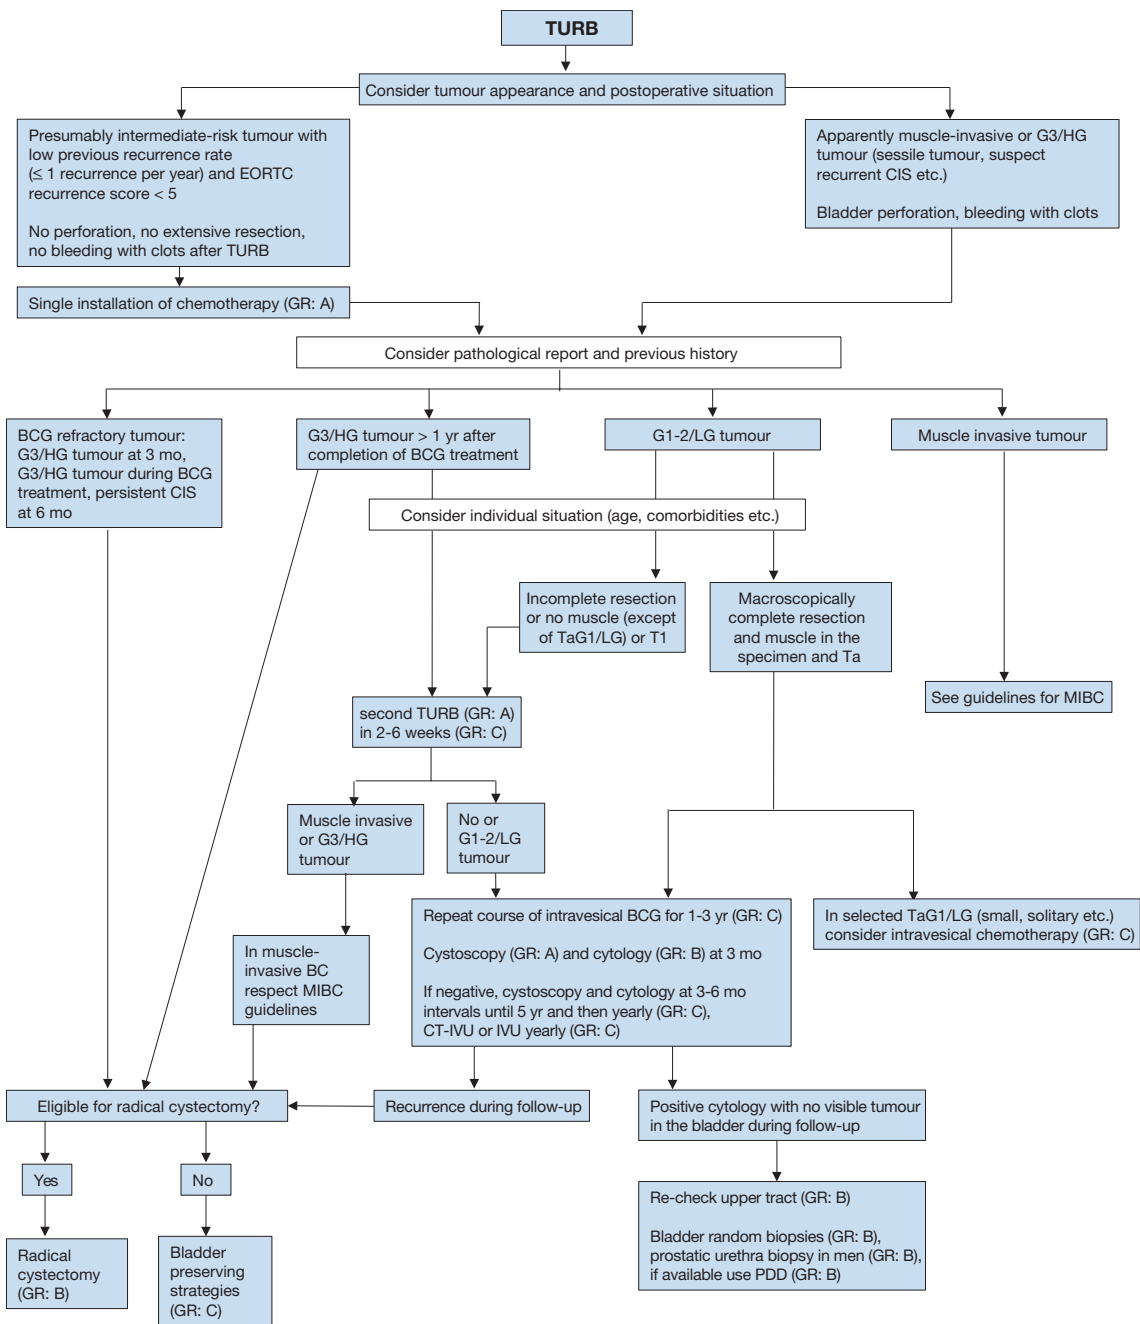 TURB
Consider tumour appearance and postoperative situation
Presumably intermediate-risk tumour with
low previous recurrence rate
(≤ 1 recurrence per year) and EORTC
recurrence score < 5
No perforation, no extensive resection,
no bleeding with clots after TURB
Apparently muscle-invasive or G3/HG
tumour (sessile tumour, suspect
recurrent CIS etc.)
Bladder perforation, bleeding with clots
Single installation of chemotherapy (GR: A)
Consider pathological report and previous history
BCG refractory tumour:
G3/HG tumour at 3 mo,
G3/HG tumour during BCG
treatment, persistent CIS
at 6 mo
G3/HG tumour > 1 yr after
completion of BCG treatment
G1-2/LG tumour
Muscle invasive tumour
Consider individual situation (age, comorbidities etc.)
Incomplete resection
or no muscle (except
of TaG1/LG) or T1
Macroscopically
complete resection
and muscle in the
specimen and Ta
See guidelines for MIBC
second TURB (GR: A)
in 2-6 weeks (GR: C)
Muscle invasive
or G3/HG
tumour
No or
G1-2/LG
tumour
Repeat course of intravesical BCG for 1-3 yr (GR: C)
Cystoscopy (GR: A) and cytology (GR: B) at 3 mo
If negative, cystoscopy and cytology at 3-6 mo
intervals until 5 yr and then yearly (GR: C),
CT-IVU or IVU yearly (GR: C)
In selected TaG1/LG (small, solitary etc.)
consider intravesical chemotherapy (GR: C)
In muscle-
invasive BC
respect MIBC
guidelines
Eligible for radical cystectomy?
Recurrence during follow-up
Positive cytology with no visible tumour
in the bladder during follow-up
Yes
No
Radical
cystectomy
(GR: B)
Bladder
preserving
strategies
(GR: C)
Re-check upper tract (GR: B)
Bladder random biopsies (GR: B),
prostatic urethra biopsy in men (GR: B),
if available use PDD (GR: B)